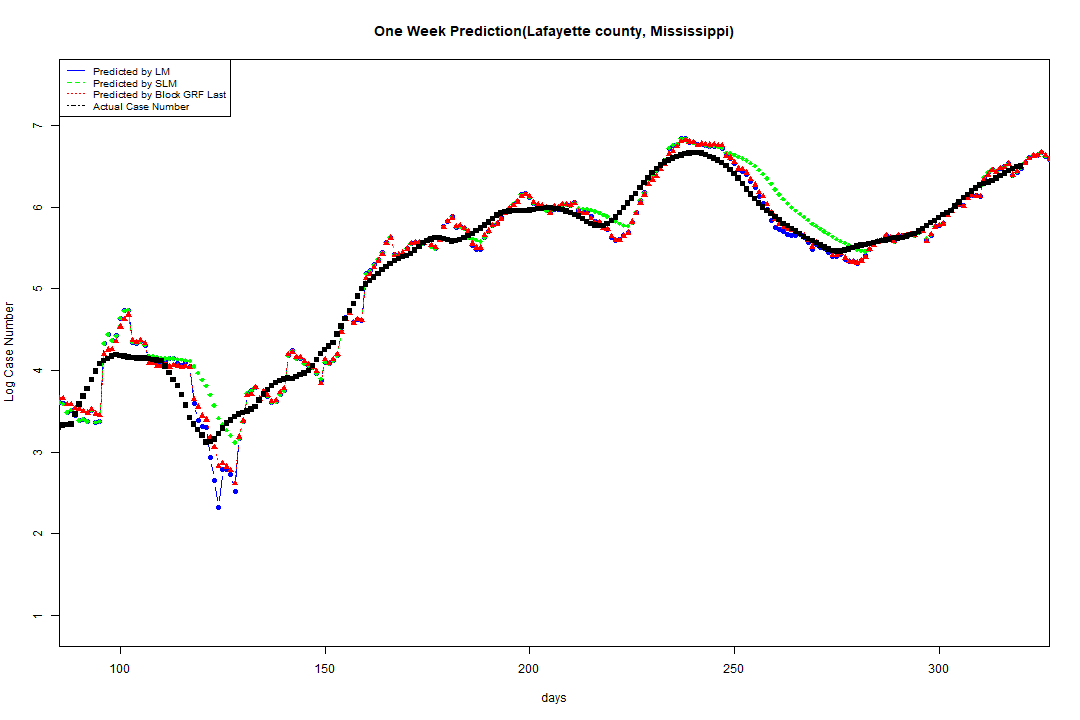 One Week Prediction(Lafayette county, Mississippi)
Predicted by LM
Predicted by SLM
Predicted by Block GRF Last
Actual Case Number
Log Case Number
7
6
5
4
3
2
1
100 150 200 250 300
days